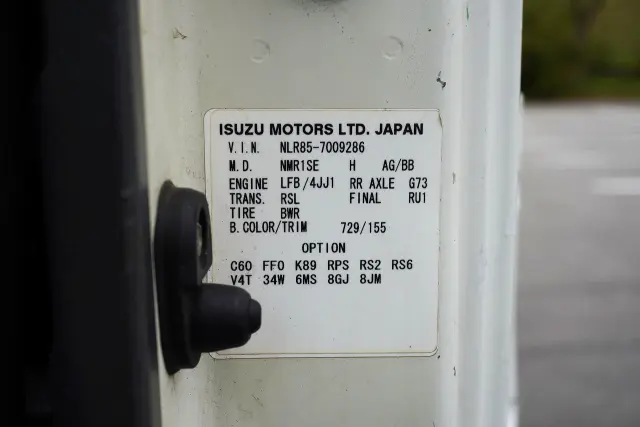 ISUZU MOTORS LTD. JAPAN
V.I.N. NLR85-7009286
M.D. NMR1SE H AG/BB
ENGINE LFB/4JJ1 RR AXLE G73
TRANS. RSL FINAL RU1
TIRE BWR
B.COLOR/TRIM 729/155
OPTION
C60 FF0 K89 RPS RS2 RS6
V4T 34W 6MS 8GJ 8JM